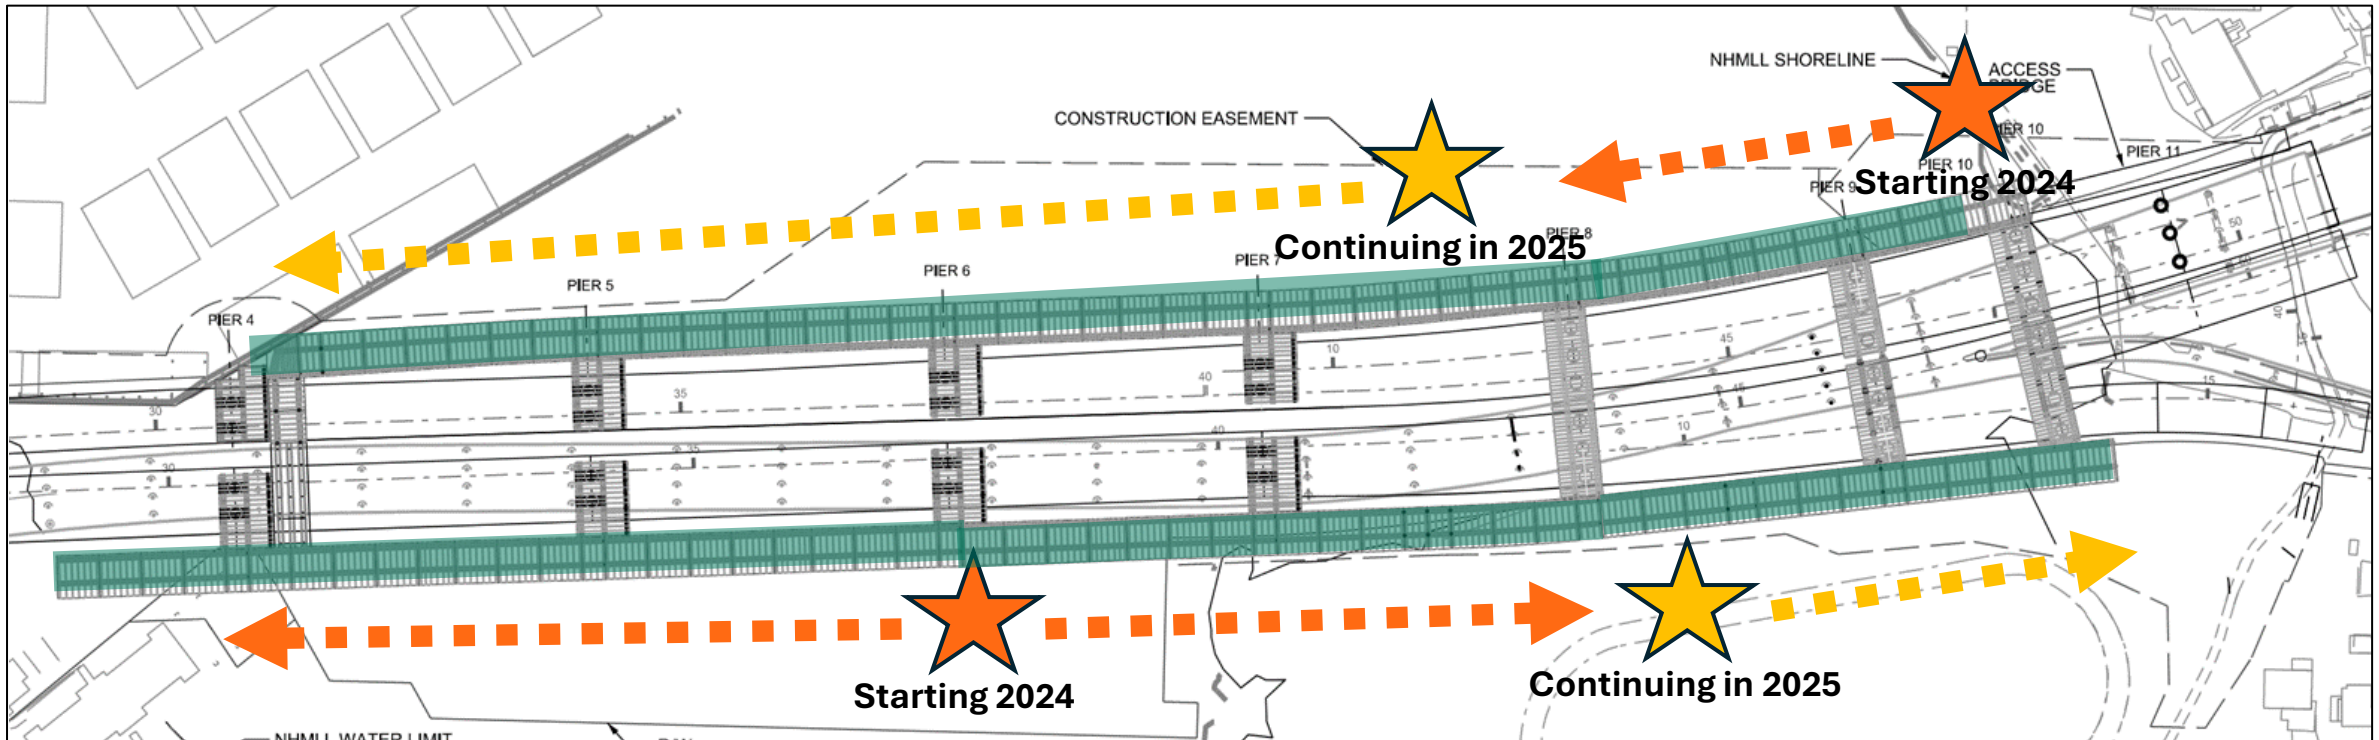 NHMLL SHORELINE
ACCESS
CONSTRUCTION EASEMENT
PIER 10
PIER 11
PIER 10
PIER 9
Starting 2024
PIER 8
Continuing in 2025
PIER 7
PIER 6
PIER 5
PIER 4
50
50
40
45
15
10
40
35
30
45
10
40
35
30
Starting 2024
Continuing in 2025
NHMLL WATER LIMIT